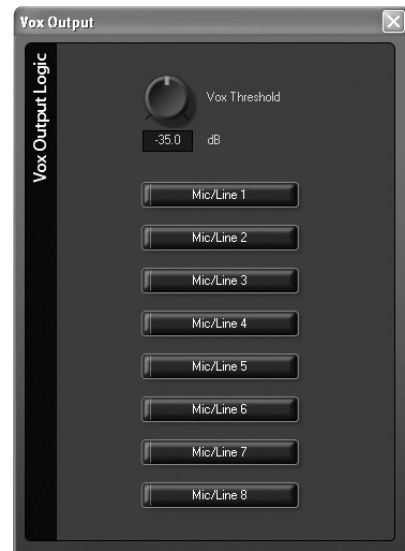 Vox Output
Vox Output Logic
Vox Threshold
-35.0 dB
Mic/Line 1
Mic/Line 2
Mic/Line 3
Mic/Line 4
Mic/Line 5
Mic/Line 6
Mic/Line 7
Mic/Line 8